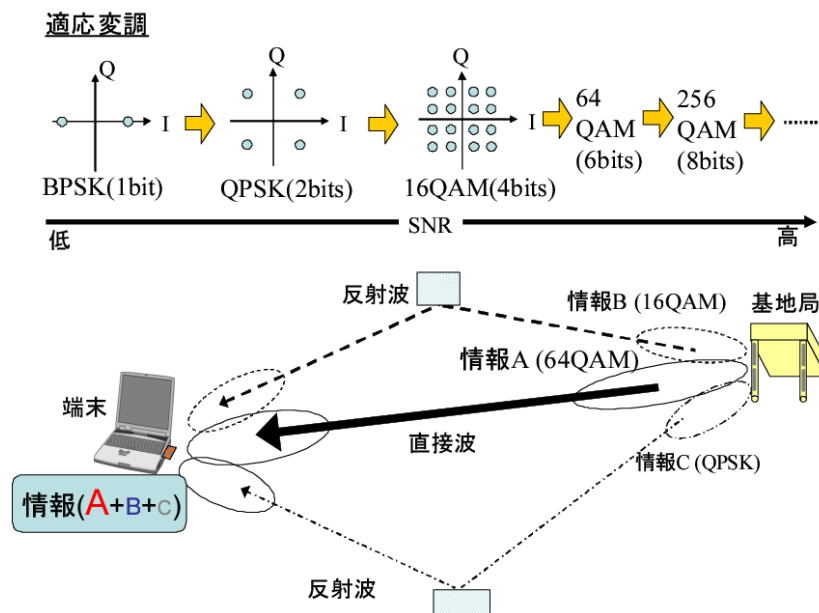 適応変調
Q
I
BPSK(1bit)
Q
I
QPSK(2bits)
Q
I
16QAM(4bits)
64
QAM
(6bits)
256
QAM
(8bits)
……
低
SNR
高
反射波
情報B (16QAM)
基地局
情報A (64QAM)
端末
直接波
情報C (QPSK)
情報(A+B+C)
反射波